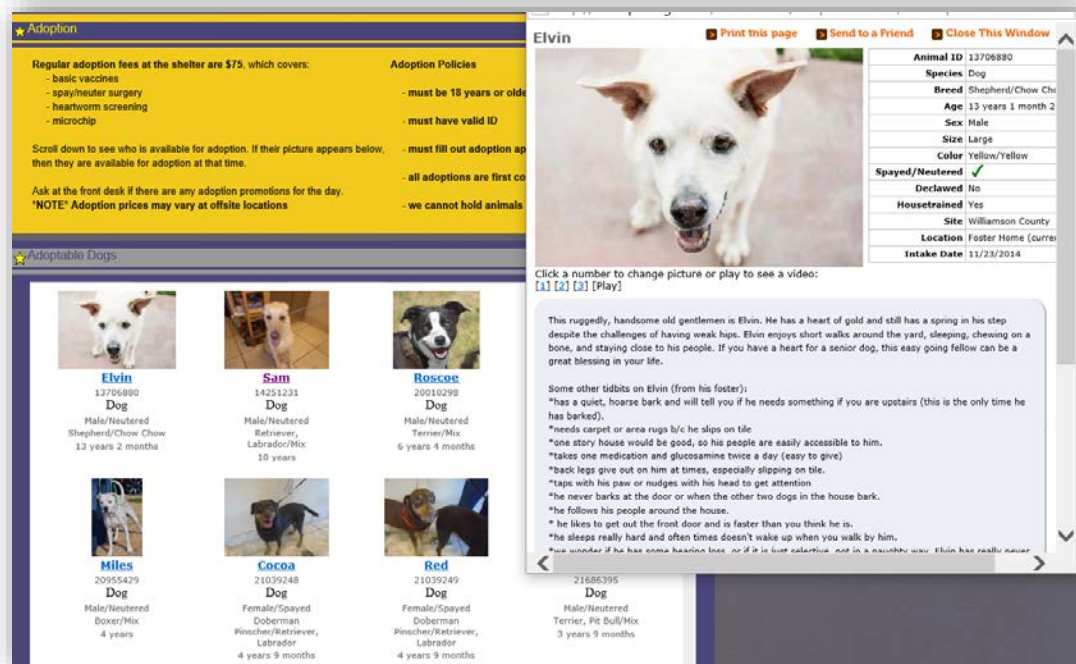 Adoption
Regular adoption fees at the shelter are $75, which covers:
- basic vaccines
- spay/neuter surgery
- heartworm screening
- microchip
Scroll down to see who is available for adoption. If their picture appears below,
then they are available for adoption at that time.
Ask at the front desk if there are any adoption promotions for the day.
*NOTE* Adoption prices may vary at offsite locations
Adoption Policies
- must be 18 years or olde
- must have valid ID
- must fill out adoption ap
- all adoptions are first co
- we cannot hold animals
Adoptable Dogs
Elvin
13706880
Dog
Male/Neutered
Shepherd/Chow Chow
13 years 2 months
Sam
14251231
Dog
Male/Neutered
Retriever,
Labrador/Mix
10 years
Roscoe
20010298
Dog
Male/Neutered
Terrier/Mix
6 years 4 months
Miles
20955429
Dog
Male/Neutered
Boxer/Mix
4 years
Cocoa
21039248
Dog
Female/Spayed
Doberman
Pinscher/Retriever,
Labrador
4 years 9 months
Red
21039249
Dog
Female/Spayed
Doberman
Pinscher/Retriever,
Labrador
4 years 9 months
21686395
Dog
Male/Neutered
Terrier, Pit Bull/Mix
3 years 9 months
Elvin
Print this page Send to a Friend Close This Window
Animal ID 13706880
Species Dog
Breed Shepherd/Chow Cho
Age 13 years 1 month 2
Sex Male
Size Large
Color Yellow/Yellow
Spayed/Neutered
Declawed No
Housetrained Yes
Site Williamson County
Location Foster Home (curre
Intake Date 11/23/2014
Click a number to change picture or play to see a video:
[1] [2] [3] [Play]
This ruggedly, handsome old gentlemen is Elvin. He has a heart of gold and still has a spring in his step
despite the challenges of having weak hips. Elvin enjoys short walks around the yard, sleeping, chewing on a
bone, and staying close to his people. If you have a heart for a senior dog, this easy going fellow can be a
great blessing in your life.
Some other tidbits on Elvin (from his foster):
*has a quiet, hoarse bark and will tell you if he needs something if you are upstairs (this is the only time he
has barked).
*needs carpet or area rugs b/c he slips on tile
*one story house would be good, so his people are easily accessible to him.
*takes one medication and glucosamine twice a day (easy to give)
*back legs give out on him at times, especially slipping on tile.
*taps with his paw or nudges with his head to get attention
*he never barks at the door or when the other two dogs in the house bark.
*he follows his people around the house.
* he likes to get out the front door and is faster than you think he is.
*he sleeps really hard and often times doesn't wake up when you walk by him.
*we wonder if he has some hearing loss, or if it is just selective, not in a naughty way. Elvin has really never